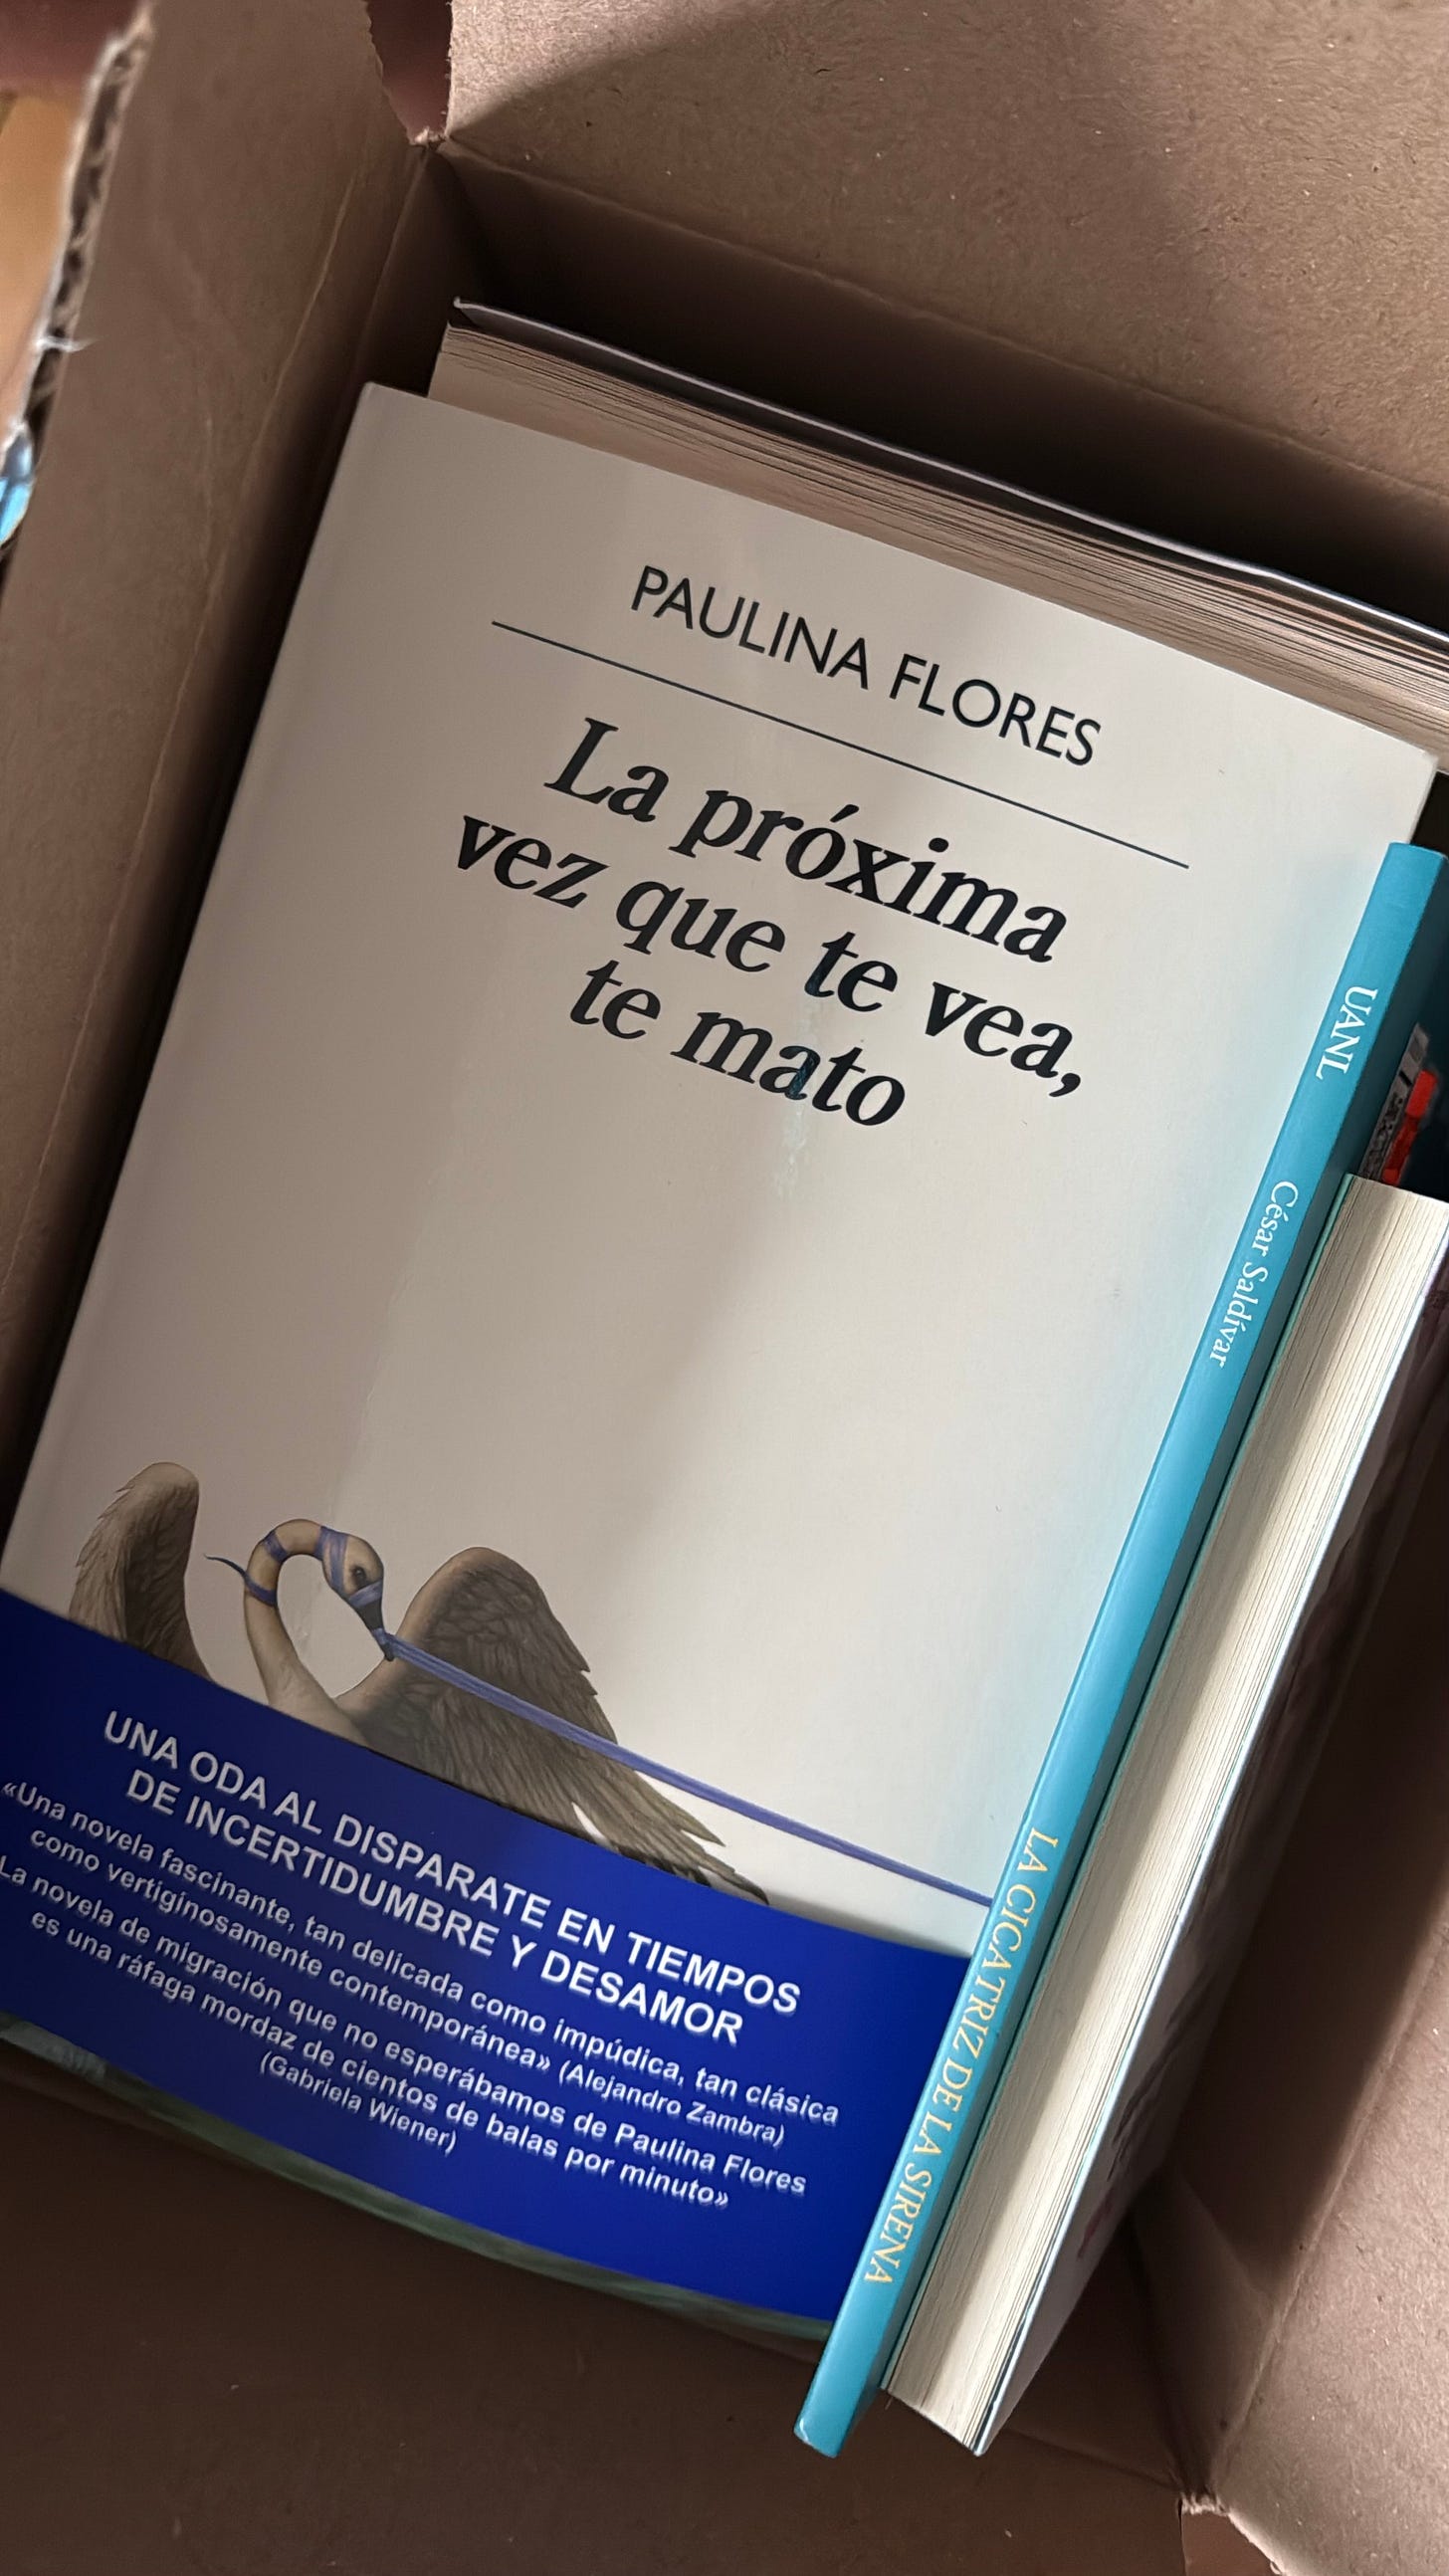 PAULINA FLORES
La próxima
vez que te vea,
te mato
UNA ODA AL DISPARATE EN TIEMPOS
DE INCERTIDUMBRE Y DESAMOR
«Una novela fascinante, tan delicada como impúdica, tan clásica
como vertiginosamente contemporánea» (Alejandro Zambra)
La novela de migración que no esperábamos de Paulina Flores
es una ráfaga mordaz de cientos de balas por minuto»
(Gabriela Wiener)
UANL
César Saldívar
LA CICATRIZ DE LA SIRENA